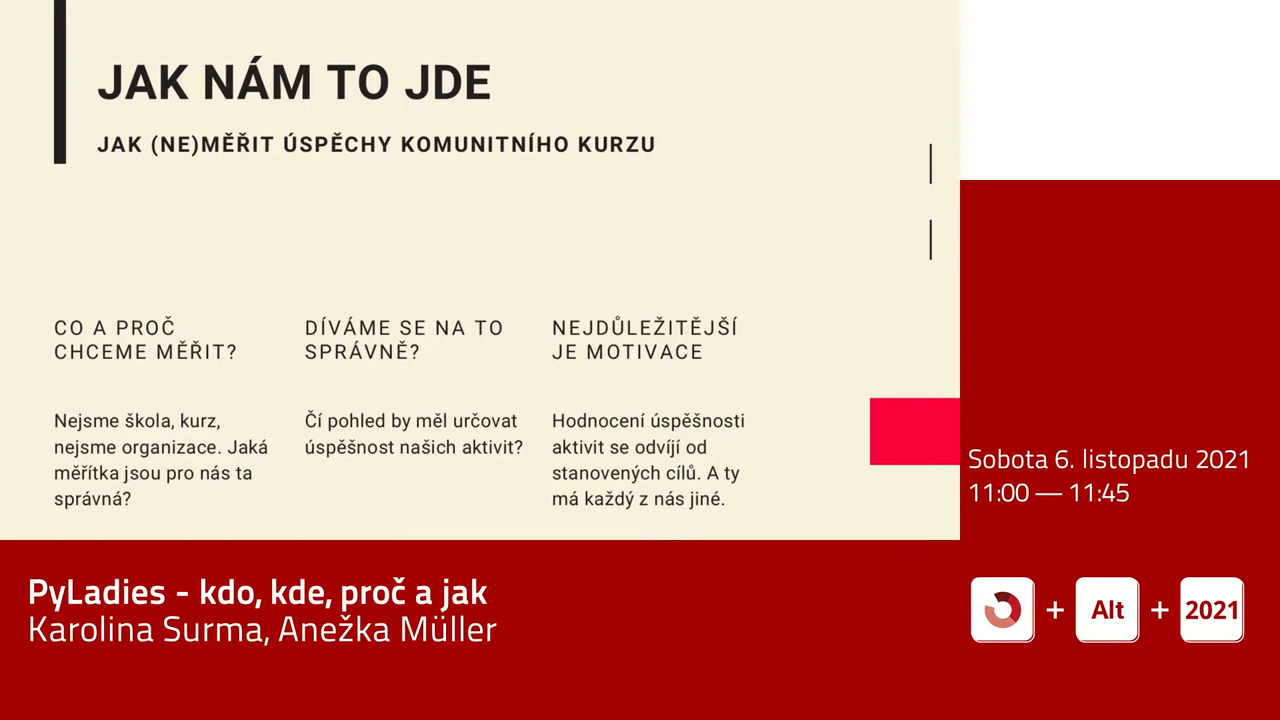 JAK NÁM TO JDE
JAK (NE)MĚŘIT ÚSPĚCHY KOMUNITNÍHO KURZU
CO A PROČ
CHCEME MĚŘIT?
Nejsme škola, kurz,
nejsme organizace. Jaká
měřítka jsou pro nás ta
správná?
DÍVÁME SE NA TO
SPRÁVNĚ?
Čí pohled by měl určovat
úspěšnost našich aktivit?
NEJDŮLEŽITĚJŠÍ
JE MOTIVACE
Hodnocení úspěšnosti
aktivit se odvíjí od
stanovených cílů. A ty
má každý z nás jiné.
Sobota 6. listopadu 2021
11:00 — 11:45
PyLadies - kdo, kde, proč a jak
Karolina Surma, Anežka Müller
+ Alt + 2021